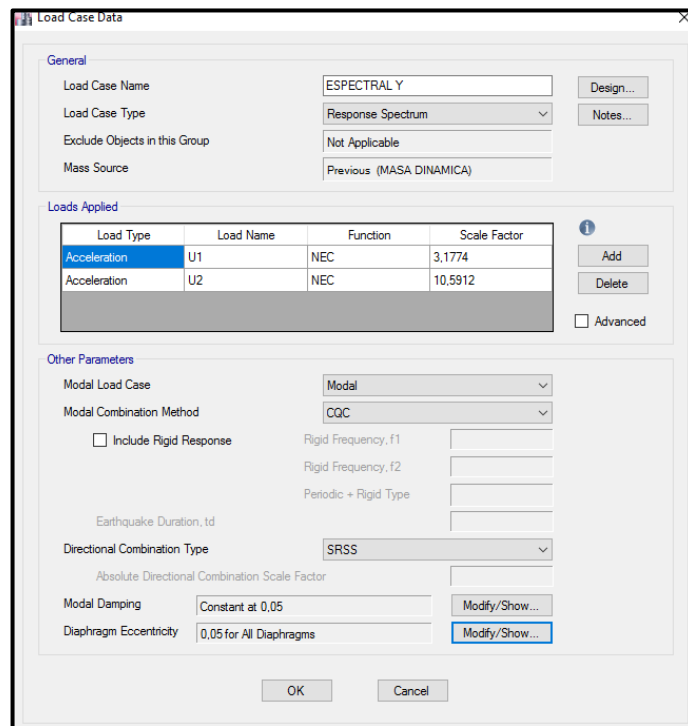 Load Case Data
General
Load Case Name ESPECTRAL Y Design...
Load Case Type Response Spectrum Notes...
Exclude Objects in this Group Not Applicable
Mass Source Previous (MASA DINAMICA)
Loads Applied
Load Type Load Name Function Scale Factor
Acceleration U1 NEC 3,1774 Add
Acceleration U2 NEC 10,5912 Delete
Advanced
Other Parameters
Modal Load Case Modal
Modal Combination Method CQC
Include Rigid Response Rigid Frequency, f1
Rigid Frequency, f2
Periodic + Rigid Type
Earthquake Duration, td
Directional Combination Type SRSS
Absolute Directional Combination Scale Factor
Modal Damping Constant at 0,05 Modify/Show...
Diaphragm Eccentricity 0,05 for All Diaphragms Modify/Show...
OK Cancel